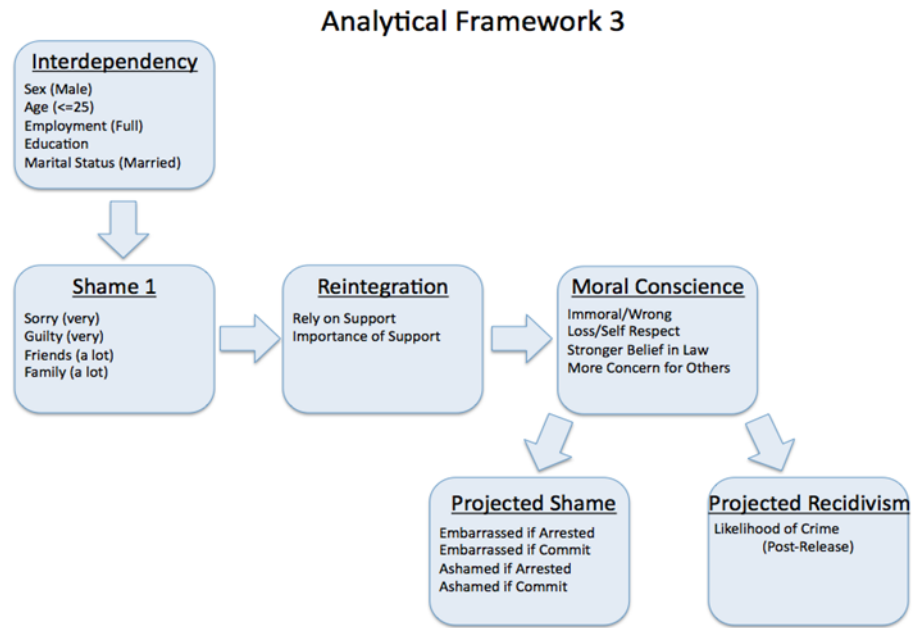 Analytical Framework 3
Interdependency
Sex (Male)
Age (<=25)
Employment (Full)
Education
Marital Status (Married)
Shame 1
Sorry (very)
Guilty (very)
Friends (a lot)
Family (a lot)
Reintegration
Rely on Support
Importance of Support
Moral Conscience
Immoral/Wrong
Loss/Self Respect
Stronger Belief in Law
More Concern for Others
Projected Shame
Embarrassed if Arrested
Embarrassed if Commit
Ashamed if Arrested
Ashamed if Commit
Projected Recidivism
Likelihood of Crime
(Post-Release)